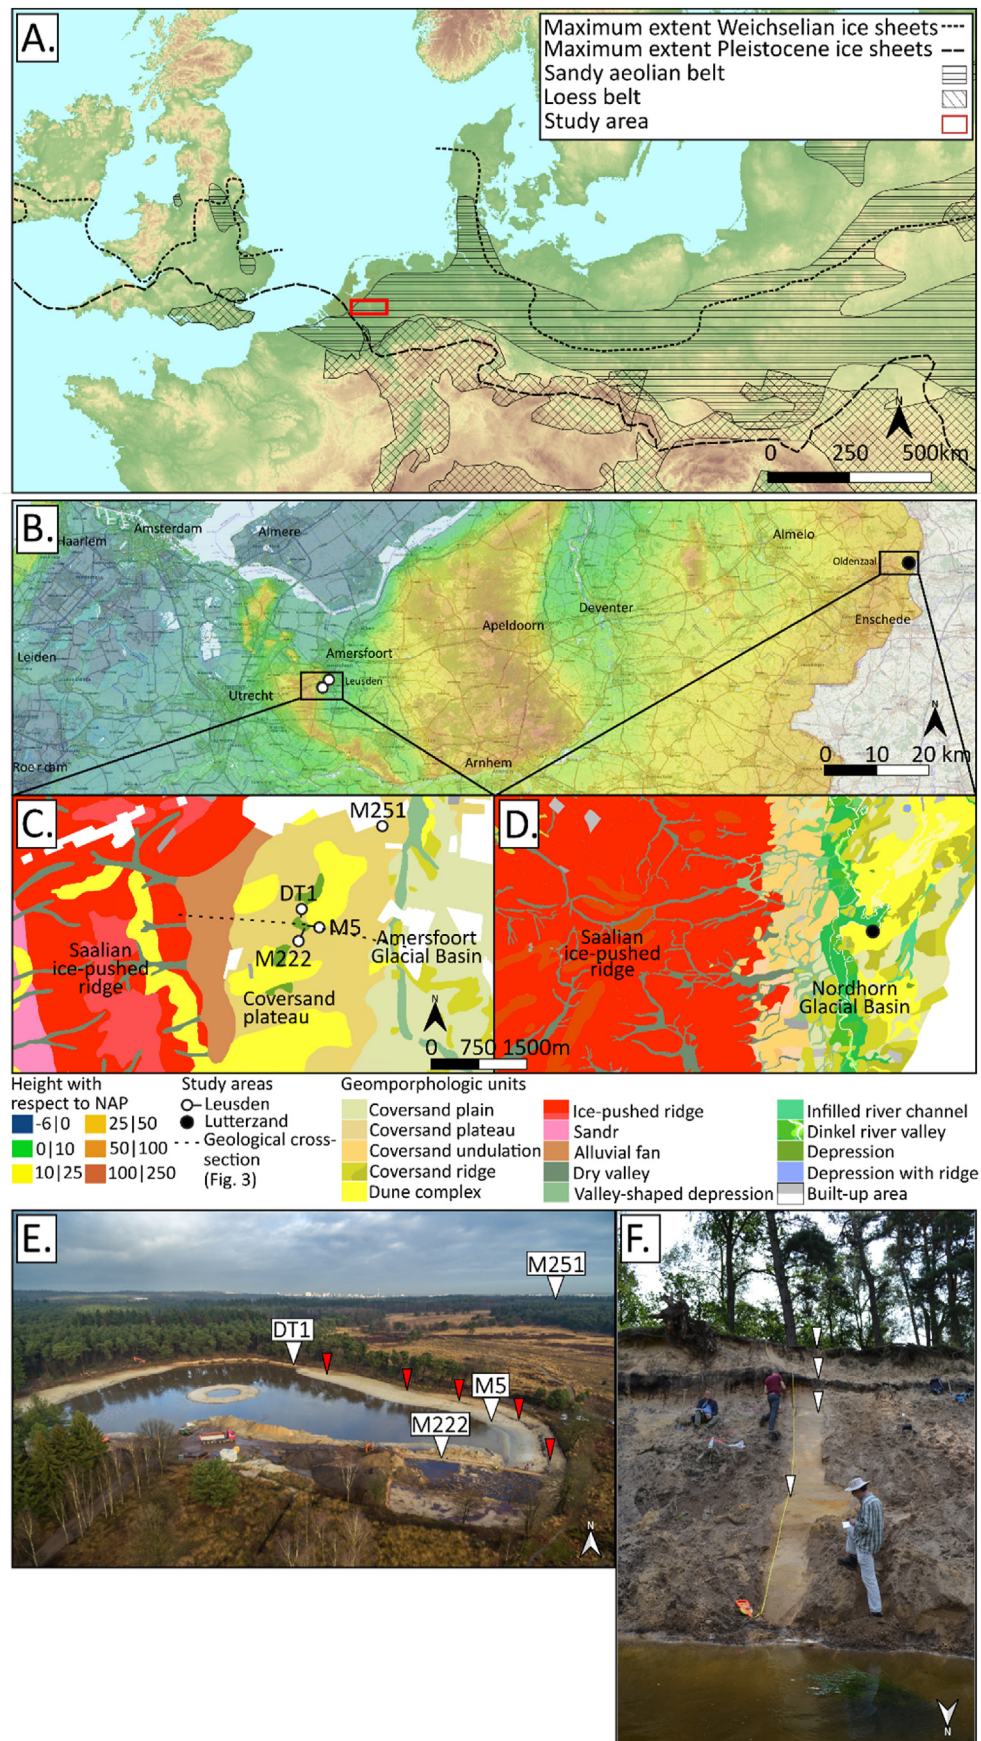 A.
Maximum extent Weichselian ice sheets
Maximum extent Pleistocene ice sheets
Sandy aeolian belt
Loess belt
Study area
N
0 250 500km
B.
Amsterdam
Haarlem
Almere
Almelo
Oldenzaal
Deventer
Enschede
Apeldoorn
Leiden
Amersfoort
Leusden
Utrecht
N
Arnhem
0 10 20 km
C.
M251
DT1
M5
M222
Saalian
ice-pushed
ridge
Amersfoort
Glacial Basin
Coversand
plateau
N
0 750 1500m
D.
Saalian
ice-pushed
ridge
Nordhorn
Glacial Basin
Height with
respect to NAP
-6|0
25|50
0|10
50|100
10|25
100|250
Study areas
Leusden
Lutterzand
Geological cross-
section
(Fig. 3)
Geomporphologic units
Coversand plain
Coversand plateau
Coversand undulation
Coversand ridge
Dune complex
Ice-pushed ridge
Sandr
Alluvial fan
Dry valley
Valley-shaped depression
Infilled river channel
Dinkel river valley
Depression
Depression with ridge
Built-up area
E.
M251
DT1
M5
M222
N
F.
N